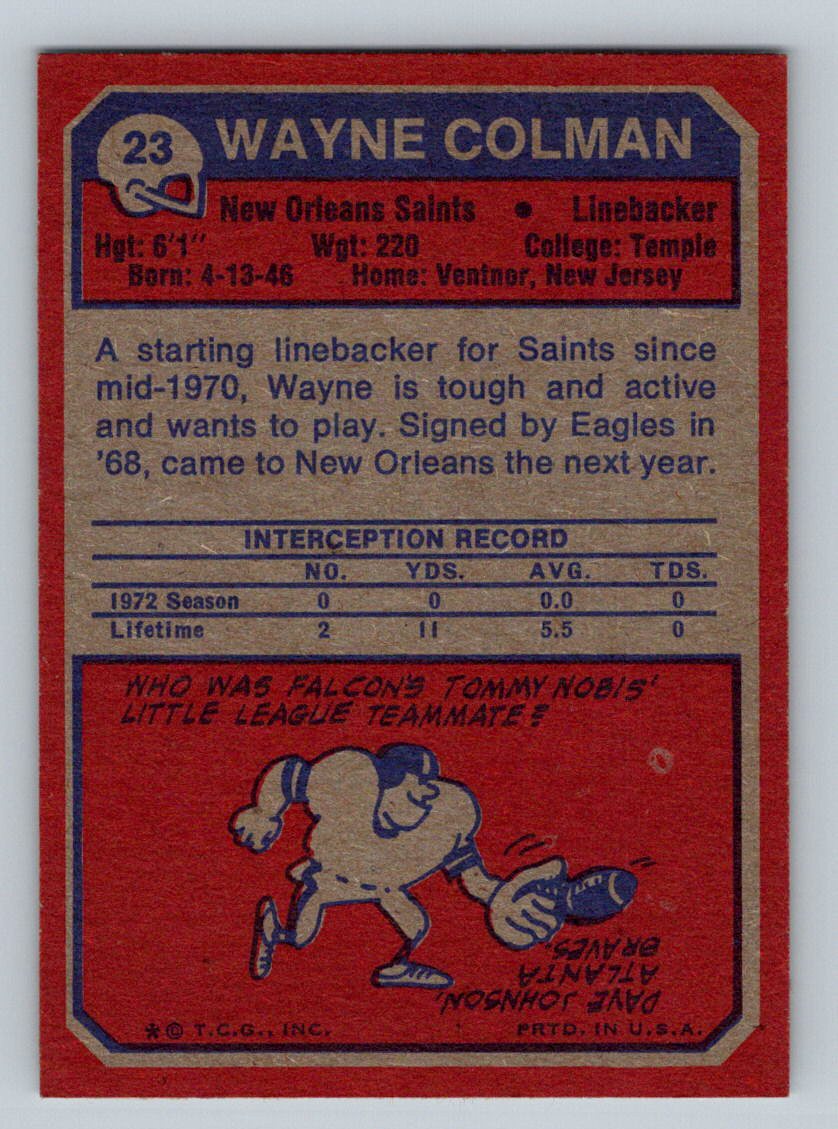 23 WAYNE COLMAN
New Orleans Saints • Linebacker
Hgt: 6'1" Wgt: 220 College: Temple
Born: 4-13-46 Home: Ventnor, New Jersey
A starting linebacker for Saints since
mid-1970, Wayne is tough and active
and wants to play. Signed by Eagles in
'68, came to New Orleans the next year.
INTERCEPTION RECORD
NO. YDS. AVG. TDS.
1972 Season 0 0 0.0 0
Lifetime 2 11 5.5 0
WHO WAS FALCON'S TOMMY NOBIS'
LITTLE LEAGUE TEAMMATE?
DAVE JOHNSON,
ATLANTA
BRAVES.
* © T.C.G., INC. PRTD. IN U.S.A.